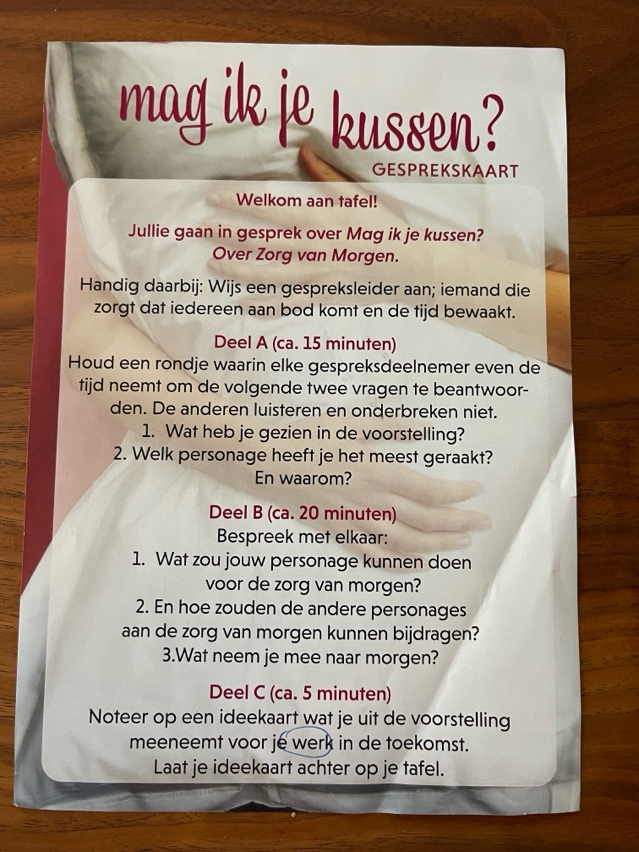 mag ik je kussen?
GESPREKSKAART
Welkom aan tafel!
Jullie gaan in gesprek over Mag ik je kussen?
Over Zorg van Morgen.
Handig daarbij: Wijs een gespreksleider aan; iemand die
zorgt dat iedereen aan bod komt en de tijd bewaakt.
Deel A (ca. 15 minuten)
Houd een rondje waarin elke gespreksdeelnemer even de
tijd neemt om de volgende twee vragen te beantwoor-
den. De anderen luisteren en onderbreken niet.
1. Wat heb je gezien in de voorstelling?
2. Welk personage heeft je het meest geraakt?
En waarom?
Deel B (ca. 20 minuten)
Bespreek met elkaar:
1. Wat zou jouw personage kunnen doen
voor de zorg van morgen?
2. En hoe zouden de andere personages
aan de zorg van morgen kunnen bijdragen?
3.Wat neem je mee naar morgen?
Deel C (ca. 5 minuten)
Noteer op een ideekaart wat je uit de voorstelling
meeneemt voor je werk in de toekomst.
Laat je ideekaart achter op je tafel.